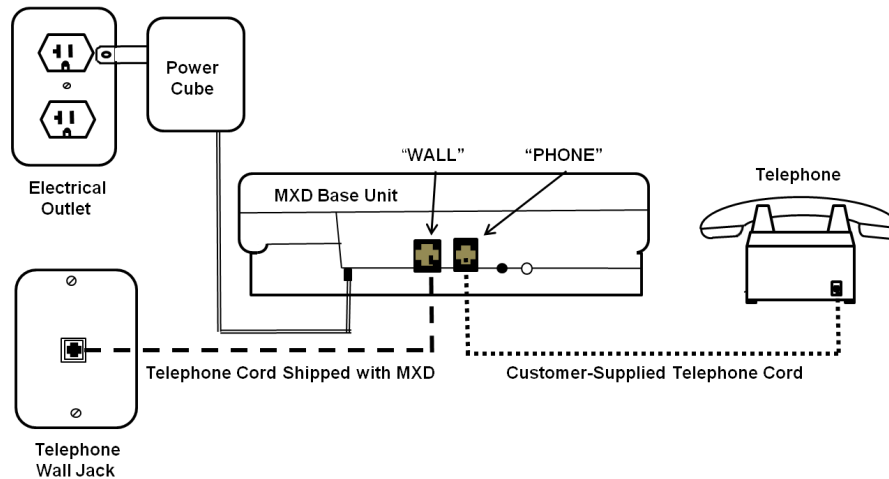 Power
Cube
Electrical
Outlet
"WALL"
"PHONE"
MXD Base Unit
Telephone
Telephone Cord Shipped with MXD
Customer-Supplied Telephone Cord
Telephone
Wall Jack